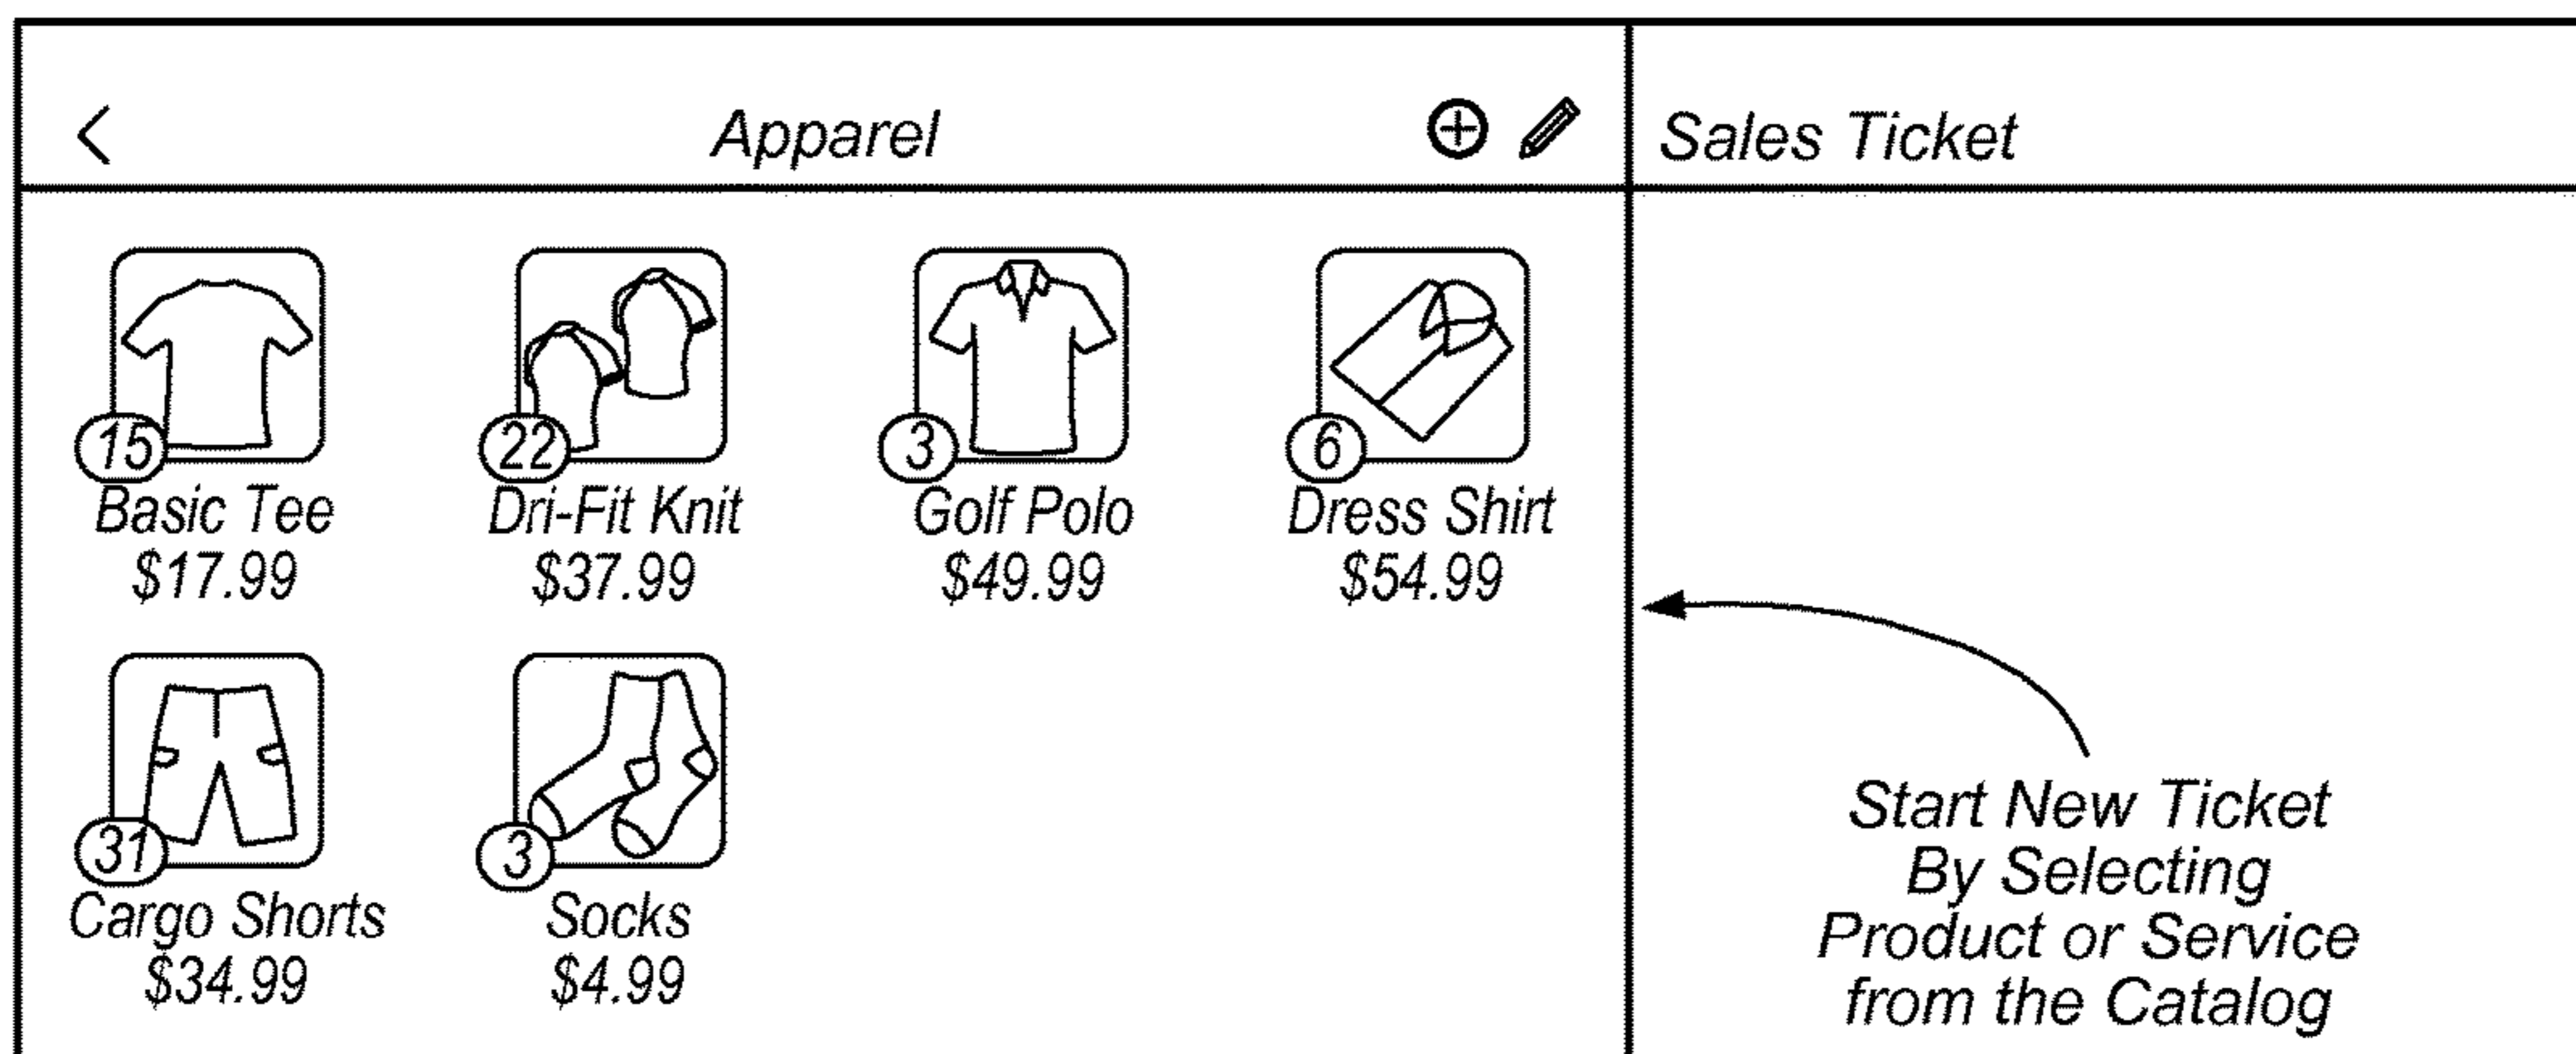 Apparel
Sales Ticket
15
Basic Tee
$17.99
22
Dri-Fit Knit
$37.99
3
Golf Polo
$49.99
6
Dress Shirt
$54.99
31
Cargo Shorts
$34.99
3
Socks
$4.99
Start New Ticket
By Selecting
Product or Service
from the Catalog